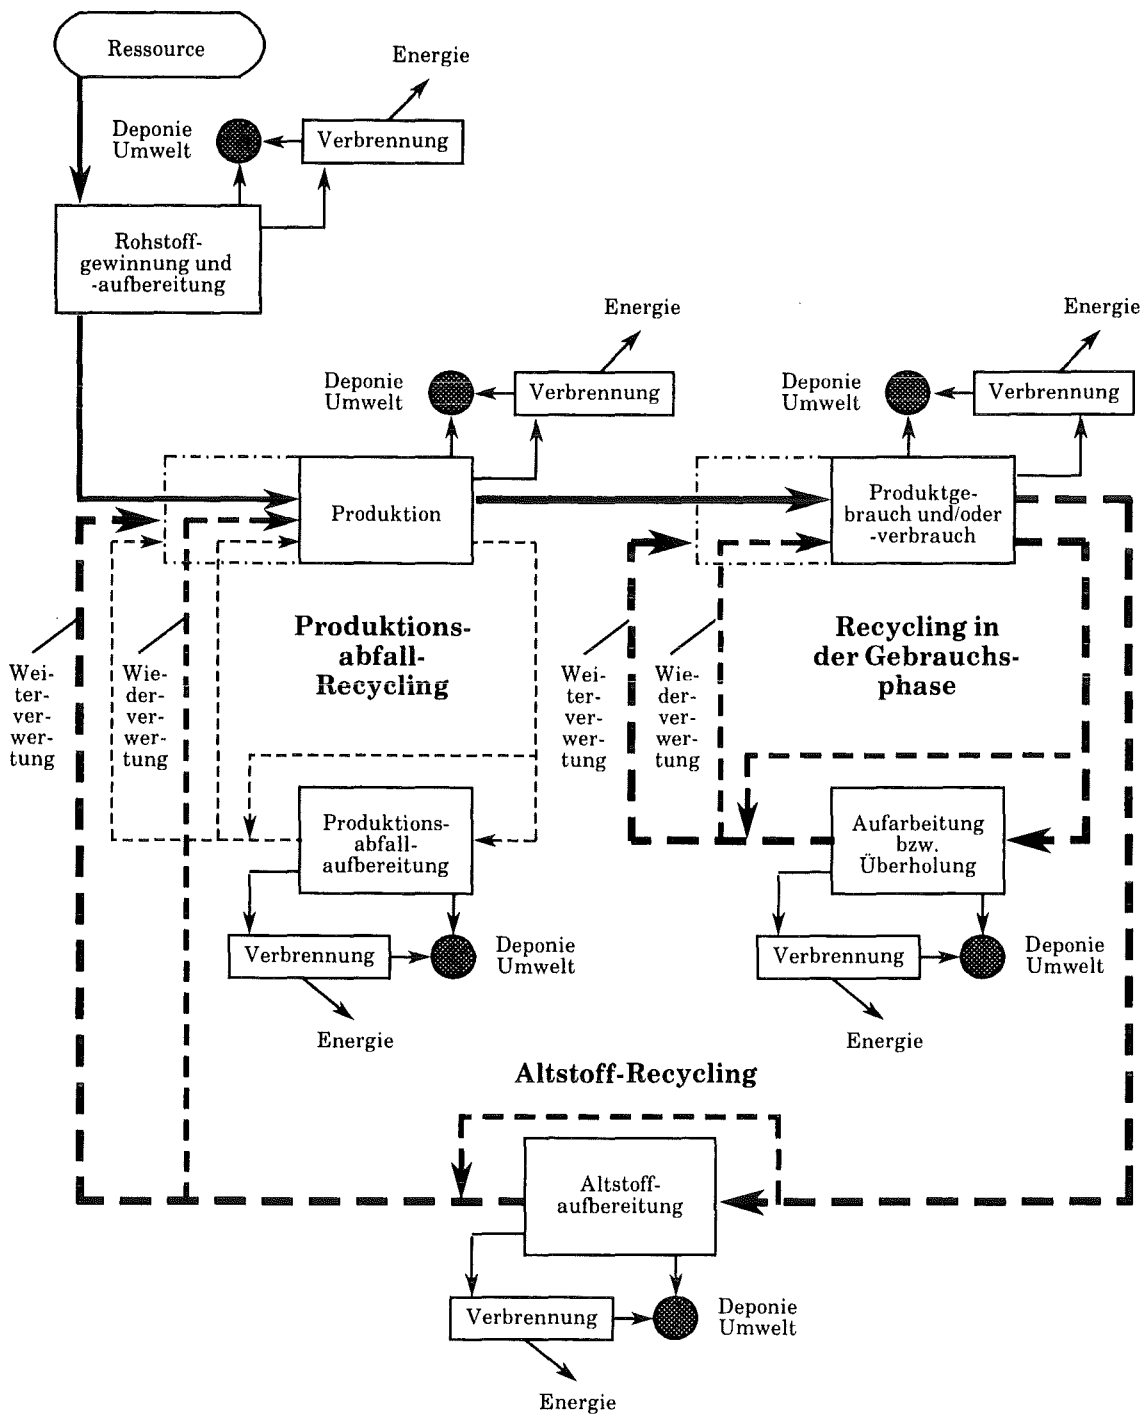 Ressource
Energie
Deponie
Umwelt
Verbrennung
Rohstoff-
gewinnung und
-aufbereitung
Energie
Deponie
Umwelt
Verbrennung
Energie
Deponie
Umwelt
Verbrennung
Produktion
Produktge-
brauch und/oder
-verbrauch
Wei-
ter-
ver-
wer-
tung
Wie-
der-
ver-
wer-
tung
Produktions-
abfall-
Recycling
Wei-
ter-
ver-
wer-
tung
Wie-
der-
ver-
wer-
tung
Recycling in
der Gebrauchs-
phase
Produktions-
abfall-
aufbereitung
Verbrennung
Deponie
Umwelt
Energie
Aufarbeitung
bzw.
Überholung
Verbrennung
Deponie
Umwelt
Energie
Altstoff-Recycling
Altstoff-
aufbereitung
Verbrennung
Deponie
Umwelt
Energie